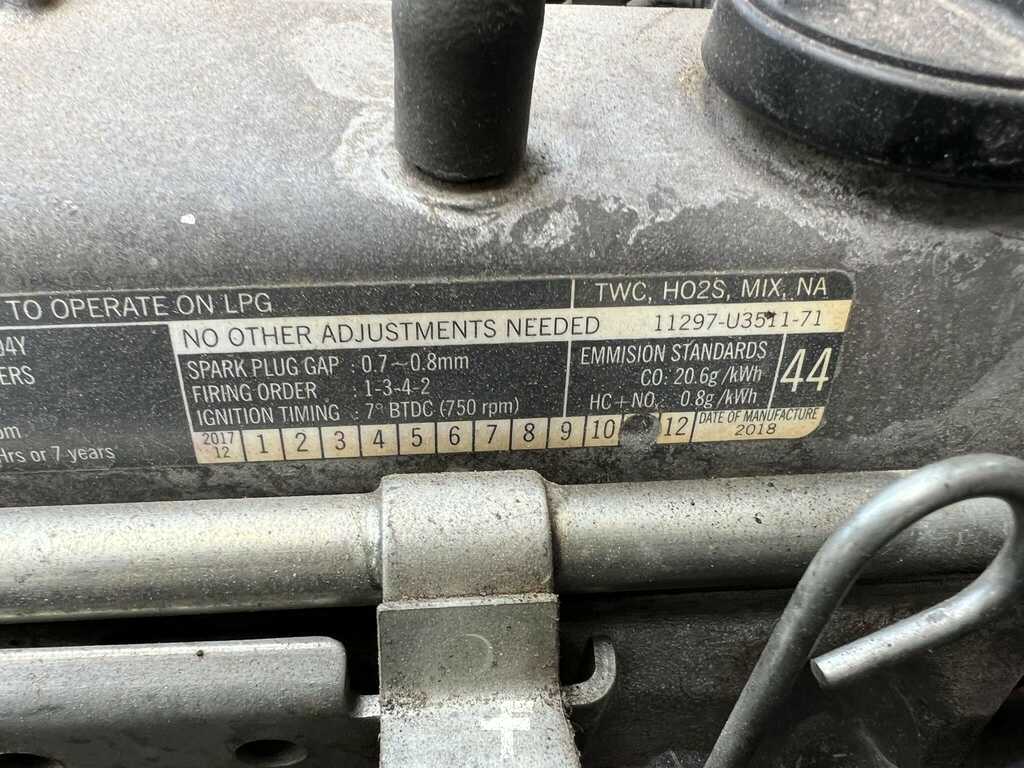 TO OPERATE ON LPG
TWC, HO2S, MIX, NA
NO OTHER ADJUSTMENTS NEEDED 11297-U3511-71
04Y
ERS
om
Hrs or 7 years
SPARK PLUG GAP : 0.7~0.8mm
FIRING ORDER : 1-3-4-2
IGNITION TIMING : 7° BTDC (750 rpm)
EMMISION STANDARDS
CO: 20.6g/kWh
HC+NO. 0.8g/kWh
44
2017 12 1 2 3 4 5 6 7 8 9 10 12 DATE OF MANUFACTURE 2018